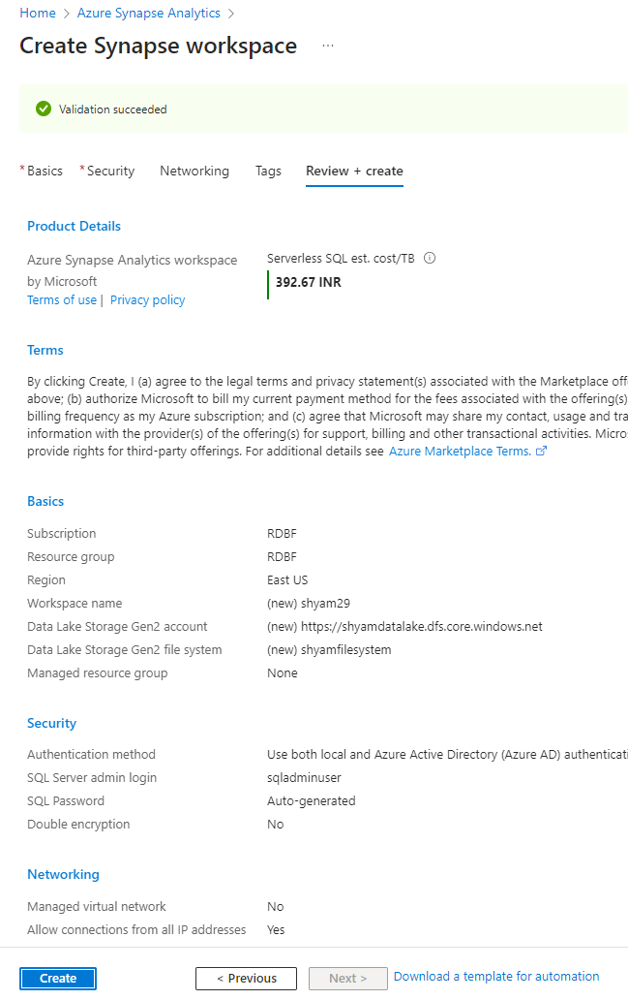 Home > Azure Synapse Analytics >
Create Synapse workspace ...
Validation succeeded
* Basics * Security Networking Tags Review + create
Product Details
Azure Synapse Analytics workspace
by Microsoft
Terms of use | Privacy policy
Serverless SQL est. cost/TB
392.67 INR
Terms
By clicking Create, I (a) agree to the legal terms and privacy statement(s) associated with the Marketplace off
above; (b) authorize Microsoft to bill my current payment method for the fees associated with the offering(s)
billing frequency as my Azure subscription; and (c) agree that Microsoft may share my contact, usage and tra
information with the provider(s) of the offering(s) for support, billing and other transactional activities. Micros
provide rights for third-party offerings. For additional details see Azure Marketplace Terms.
Basics
Subscription RDBF
Resource group RDBF
Region East US
Workspace name (new) shyam29
Data Lake Storage Gen2 account (new) https://shyamdatalake.dfs.core.windows.net
Data Lake Storage Gen2 file system (new) shyamfilesystem
Managed resource group None
Security
Authentication method Use both local and Azure Active Directory (Azure AD) authenticati
SQL Server admin login sqladminuser
SQL Password Auto-generated
Double encryption No
Networking
Managed virtual network No
Allow connections from all IP addresses Yes
Create < Previous Next > Download a template for automation